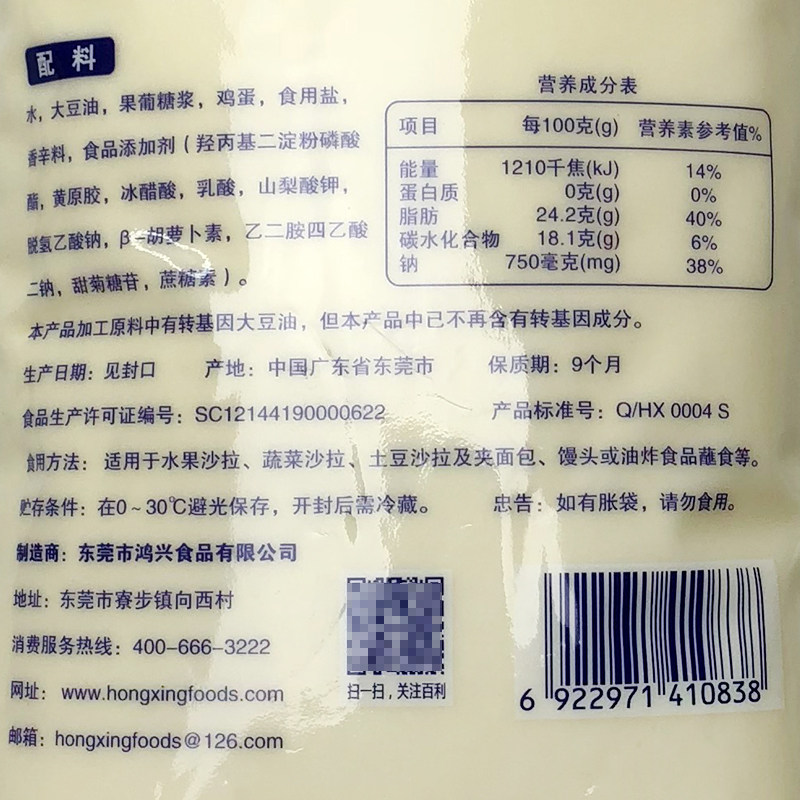 配料
水，大豆油，果葡糖浆，鸡蛋，食用盐，
香辛料，食品添加剂（羟丙基二淀粉磷酸
酯，黄原胶，冰醋酸，乳酸，山梨酸钾，
脱氢乙酸钠，β-胡萝卜素，乙二胺四乙酸
二钠，甜菊糖苷，蔗糖素）。
营养成分表
项目 每100克(g) 营养素参考值%
能量 1210千焦(kJ) 14%
蛋白质 0克(g) 0%
脂肪 24.2克(g) 40%
碳水化合物 18.1克(g) 6%
钠 750毫克(mg) 38%
本产品加工原料中有转基因大豆油，但本产品中已不再含有转基因成分。
生产日期：见封口 产地：中国广东省东莞市 保质期：9个月
食品生产许可证编号：SC12144190000622 产品标准号：Q/HX 0004 S
食用方法：适用于水果沙拉、蔬菜沙拉、土豆沙拉及夹面包、馒头或油炸食品蘸食等。
贮存条件：在0~30℃避光保存，开封后需冷藏。 忠告：如有胀袋，请勿食用。
制造商：东莞市鸿兴食品有限公司
地址：东莞市寮步镇向西村
消费服务热线：400-666-3222
网址：www.hongxingfoods.com
邮箱：hongxingfoods@126.com
扫一扫，关注百利
6 922971 410838